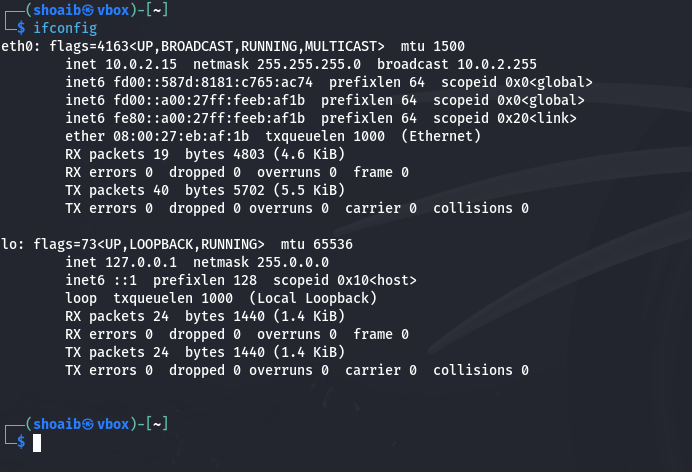 ┌──(shoaib㉿vbox)-[~]
└─$ ifconfig
eth0: flags=4163<UP,BROADCAST,RUNNING,MULTICAST>  mtu 1500
        inet 10.0.2.15  netmask 255.255.255.0  broadcast 10.0.2.255
        inet6 fd00::587d:8181:c765:ac74  prefixlen 64  scopeid 0x0<global>
        inet6 fd00::a00:27ff:feeb:af1b  prefixlen 64  scopeid 0x0<global>
        inet6 fe80::a00:27ff:feeb:af1b  prefixlen 64  scopeid 0x20<link>
        ether 08:00:27:eb:af:1b  txqueuelen 1000  (Ethernet)
        RX packets 19  bytes 4803 (4.6 KiB)
        RX errors 0  dropped 0  overruns 0  frame 0
        TX packets 40  bytes 5702 (5.5 KiB)
        TX errors 0  dropped 0 overruns 0  carrier 0  collisions 0

lo: flags=73<UP,LOOPBACK,RUNNING>  mtu 65536
        inet 127.0.0.1  netmask 255.0.0.0
        inet6 ::1  prefixlen 128  scopeid 0x10<host>
        loop  txqueuelen 1000  (Local Loopback)
        RX packets 24  bytes 1440 (1.4 KiB)
        RX errors 0  dropped 0  overruns 0  frame 0
        TX packets 24  bytes 1440 (1.4 KiB)
        TX errors 0  dropped 0 overruns 0  carrier 0  collisions 0

┌──(shoaib㉿vbox)-[~]
└─$